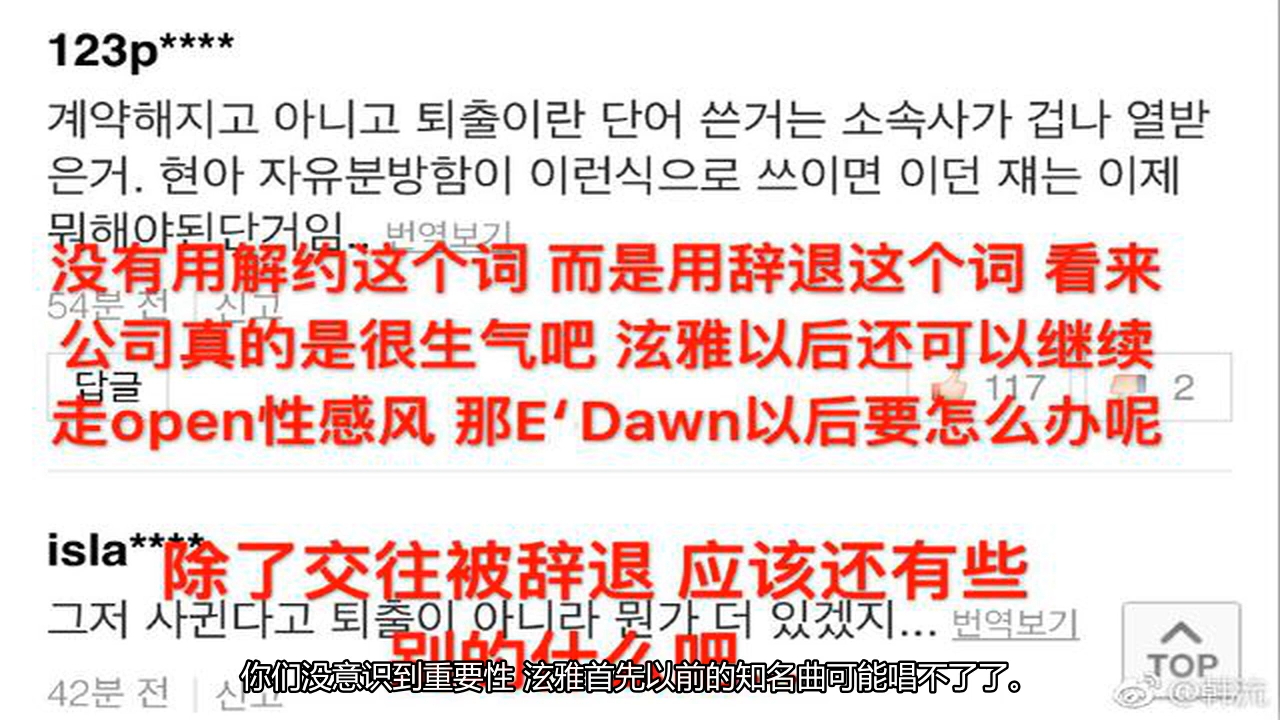 123p****
계약해지고 아니고 퇴출이란 단어 쓴거는 소속사가 겁나 열받
은거. 현아 자유분방함이 이런식으로 쓰이면 이던 쟤는 이제
뭐해야된단거임.. 번역보기
没有用解约这个词 而是用辞退这个词 看来
54분 전 신고
公司真的是很生气吧 泫雅以后还可以继续
답글 117 2
走open性感风 那E‘Dawn以后要怎么办呢
isla****
除了交往被辞退 应该还有些
그저 사귄다고 퇴출이 아니라 뭔가 더 있겠지... 번역보기
别的什么吧
TOP
你们没意识到重要性 泫雅首先以前的知名曲可能唱不了了。
42분 전 신고
@韩流